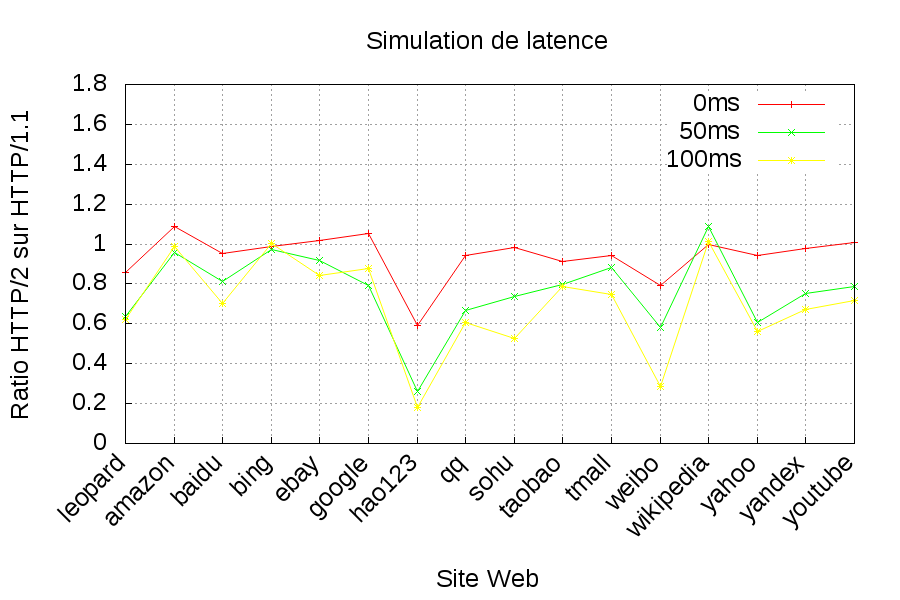 Simulation de latence
Ratio HTTP/2 sur HTTP/1.1
1.8
1.6
1.4
1.2
1
0.8
0.6
0.4
0.2
0
0ms
50ms
100ms
leopard
amazon
baidu
bing
ebay
google
hao123
qq
sohu
taobao
tmall
weibo
wikipedia
yahoo
yandex
youtube
Site Web